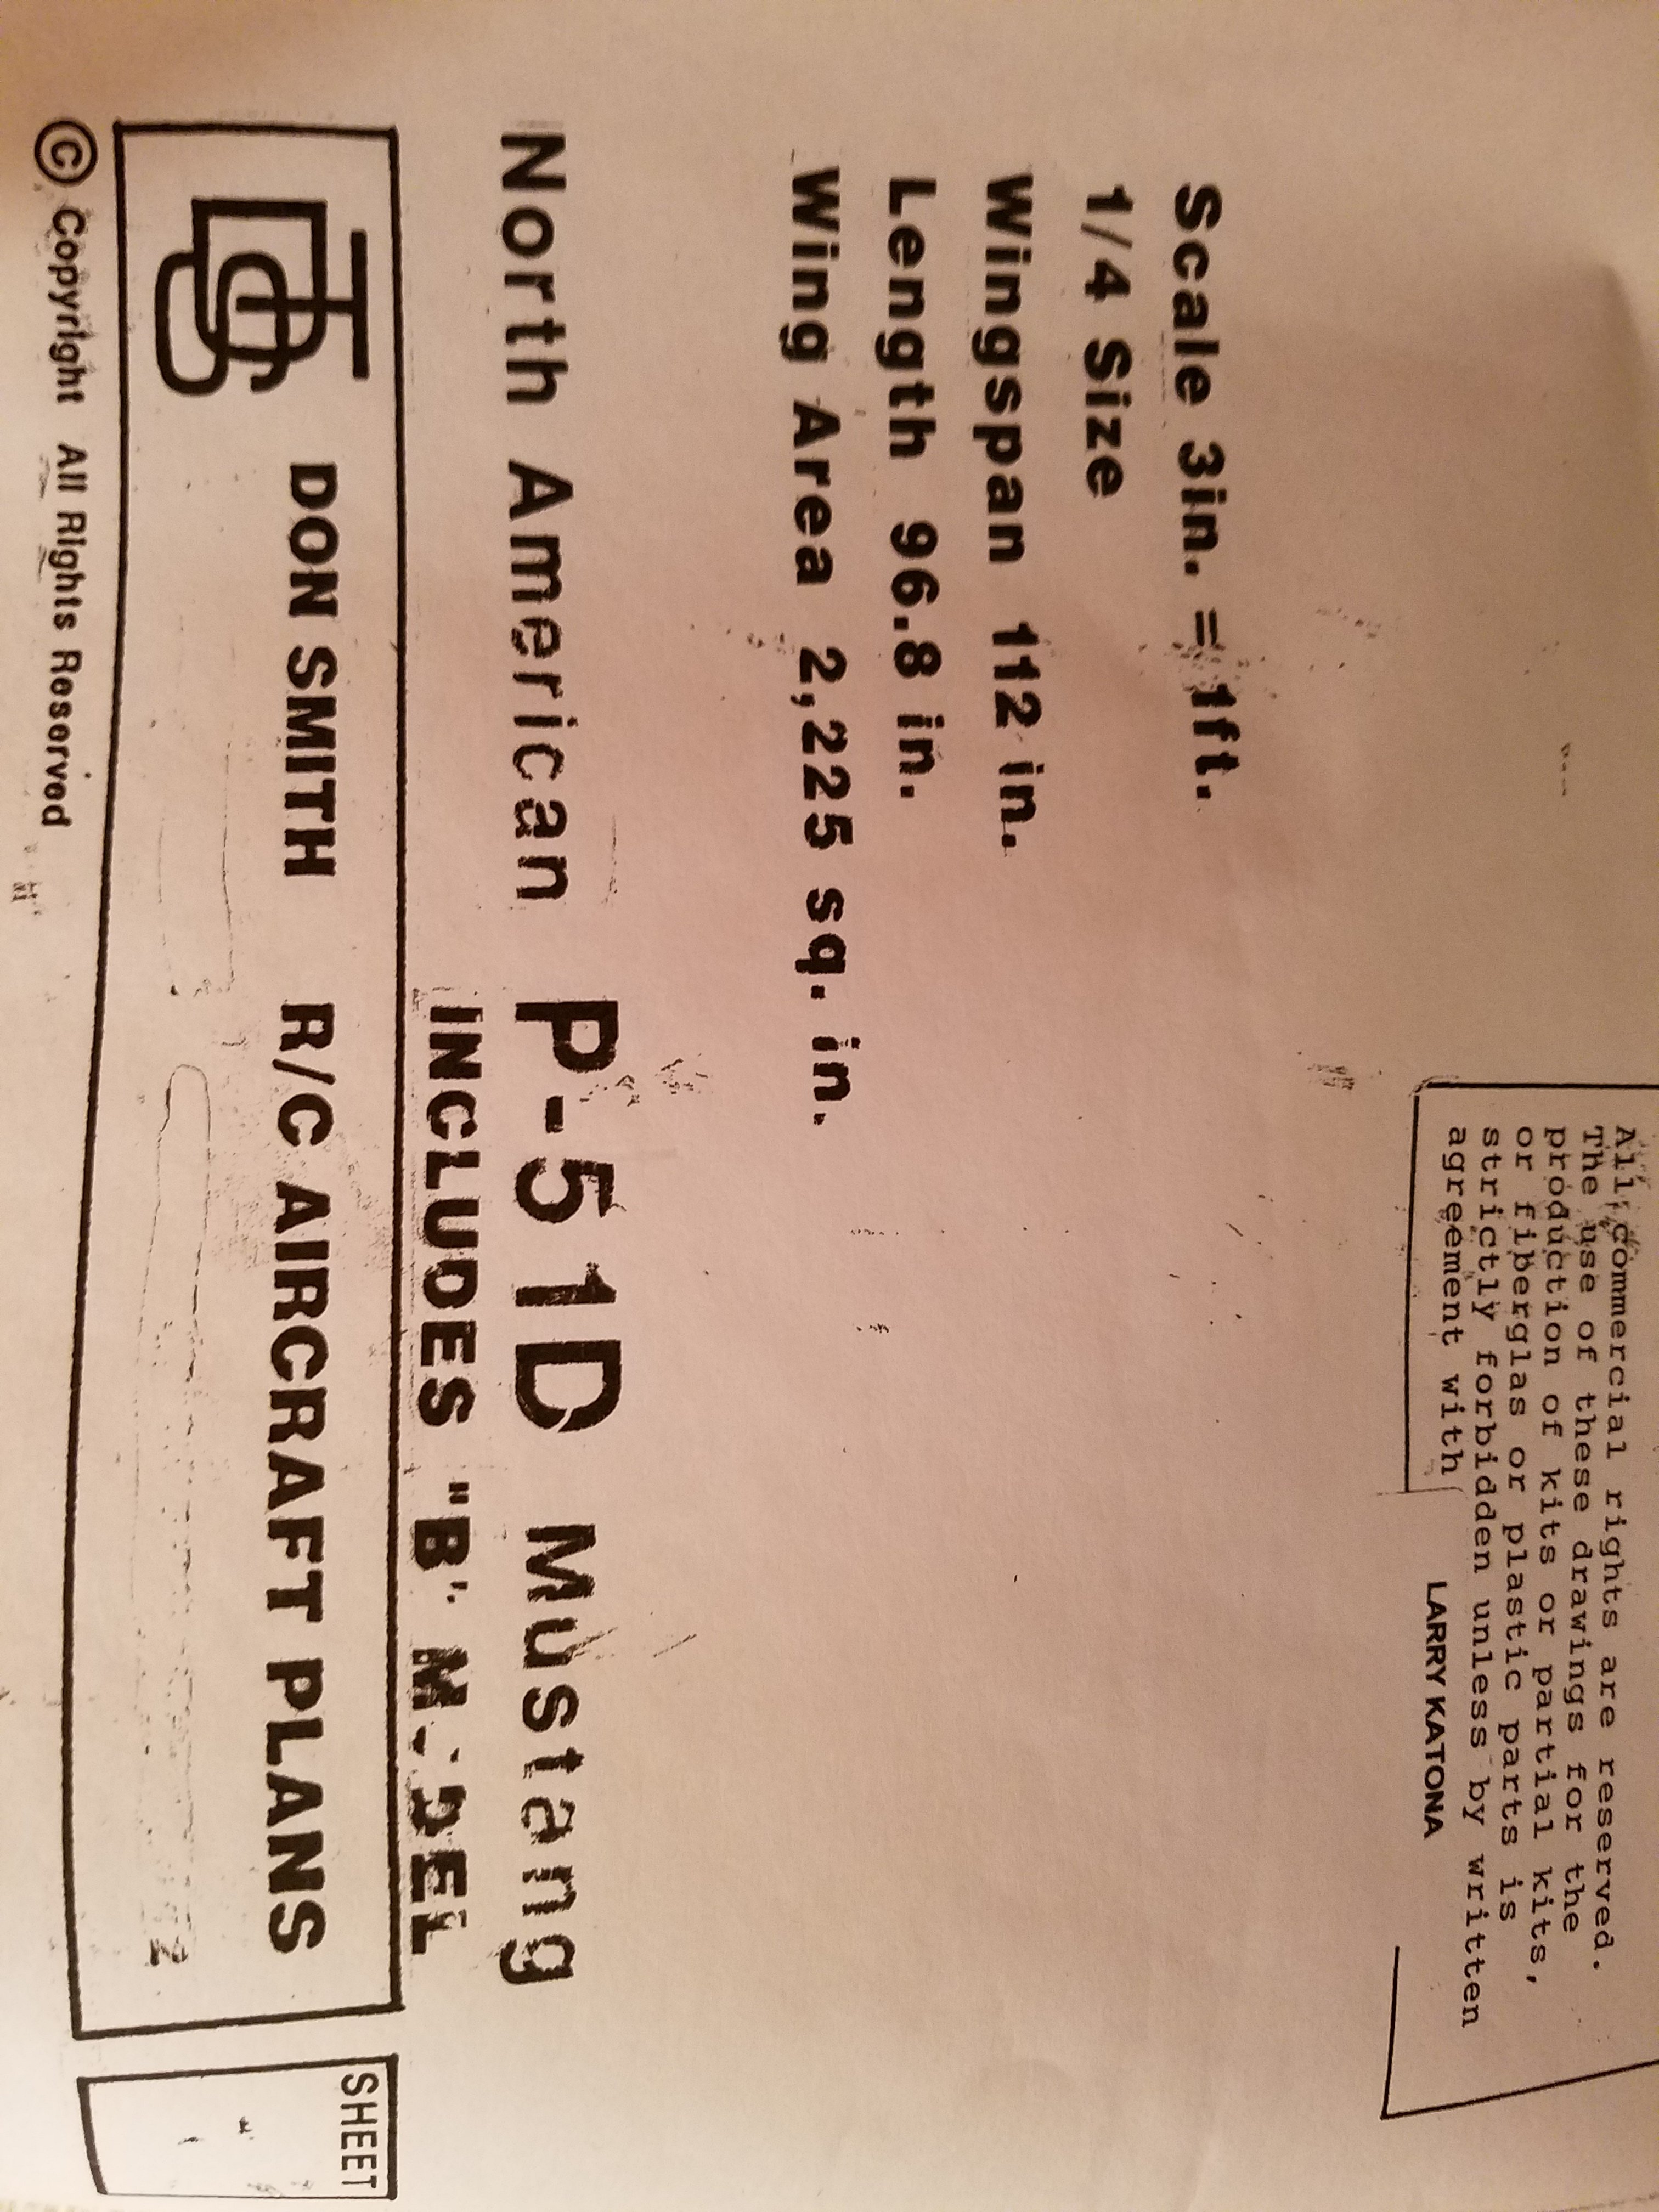 All commercial rights are reserved.
The use of these drawings for the
production of kits or partial kits,
or fiberglas or plastic parts is
strictly forbidden unless by written
agreement with
LARRY KATONA
Scale 3in. = 1ft.
1/4 Size
Wingspan 112 in.
Length 96.8 in.
Wing Area 2,225 sq. in.
North American P-51D Mustang
INCLUDES "B" MODEL
DON SMITH R/C AIRCRAFT PLANS
SHEET
© Copyright All Rights Reserved